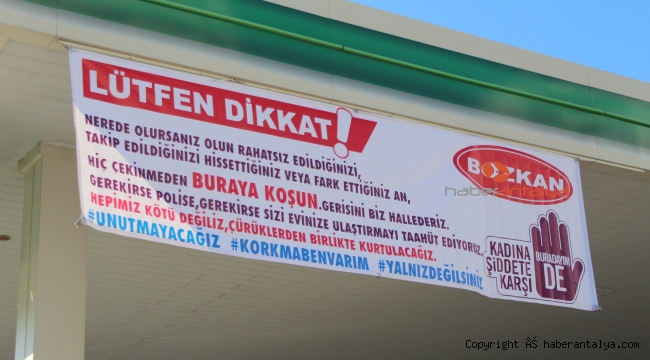 LÜTFEN DİKKAT!
NEREDE OLURSANIZ OLUN RAHATSIZ EDİLDİĞİNİZİ,
TAKİP EDİLDİĞİNİZİ HİSSETTİĞİNİZ VEYA FARK ETTİĞİNİZ AN,
HİÇ ÇEKİNMEDEN BURAYA KOŞUN.GERİSİNİ BİZ HALLEDERİZ.
GEREKİRSE POLİSE,GEREKİRSE SİZİ EVİNİZE ULAŞTIRMAYI TAAHÜT EDİYORUZ.
HEPİMİZ KÖTÜ DEĞİLİZ,ÇÜRÜKLERDEN BİRLİKTE KURTULACAĞIZ.
#UNUTMAYACAĞIZ #KORKMABENVARIM #YALNIZDEĞİLSİNİZ
BOZKAN
haberantalya
KADINA
ŞİDDETE
KARŞI
BURADAYIM
DE
Copyright ÂŞ haberantalya.com